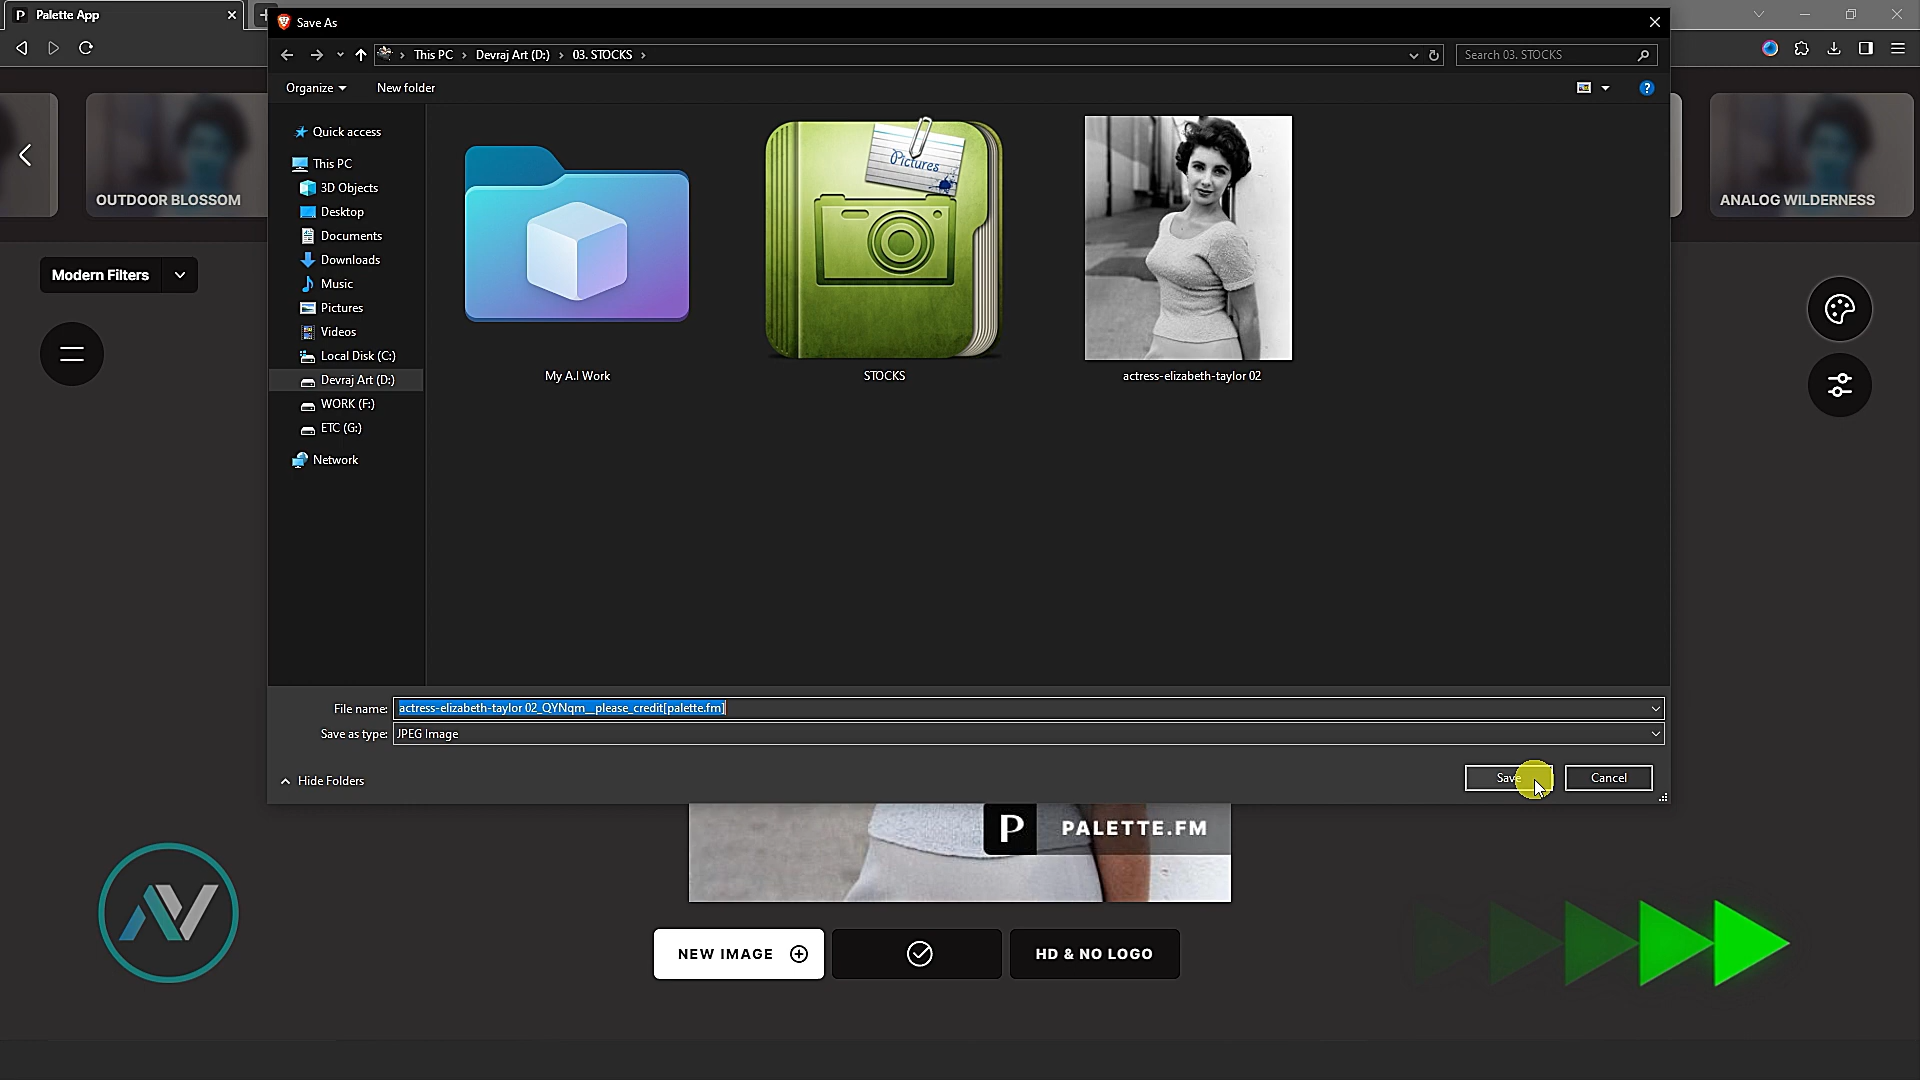 Palette App
Save As
This PC
Devraj Art (D:)
03. STOCKS
Search 03. STOCKS
Organize
New folder
Quick access
This PC
3D Objects
Desktop
Documents
Downloads
Music
Pictures
Videos
Local Disk (C:)
Devraj Art (D:)
WORK (F:)
ETC (G:)
Network
Pictures
My A.I Work
STOCKS
actress-elizabeth-taylor 02
OUTDOOR BLOSSOM
ANALOG WILDERNESS
Modern Filters
File name: actress-elizabeth-taylor 02_QYNqm__please_credit[palette.fm]
Save as type: JPEG Image
Hide Folders
Save
Cancel
P PALETTE.FM
AV
NEW IMAGE
HD & NO LOGO